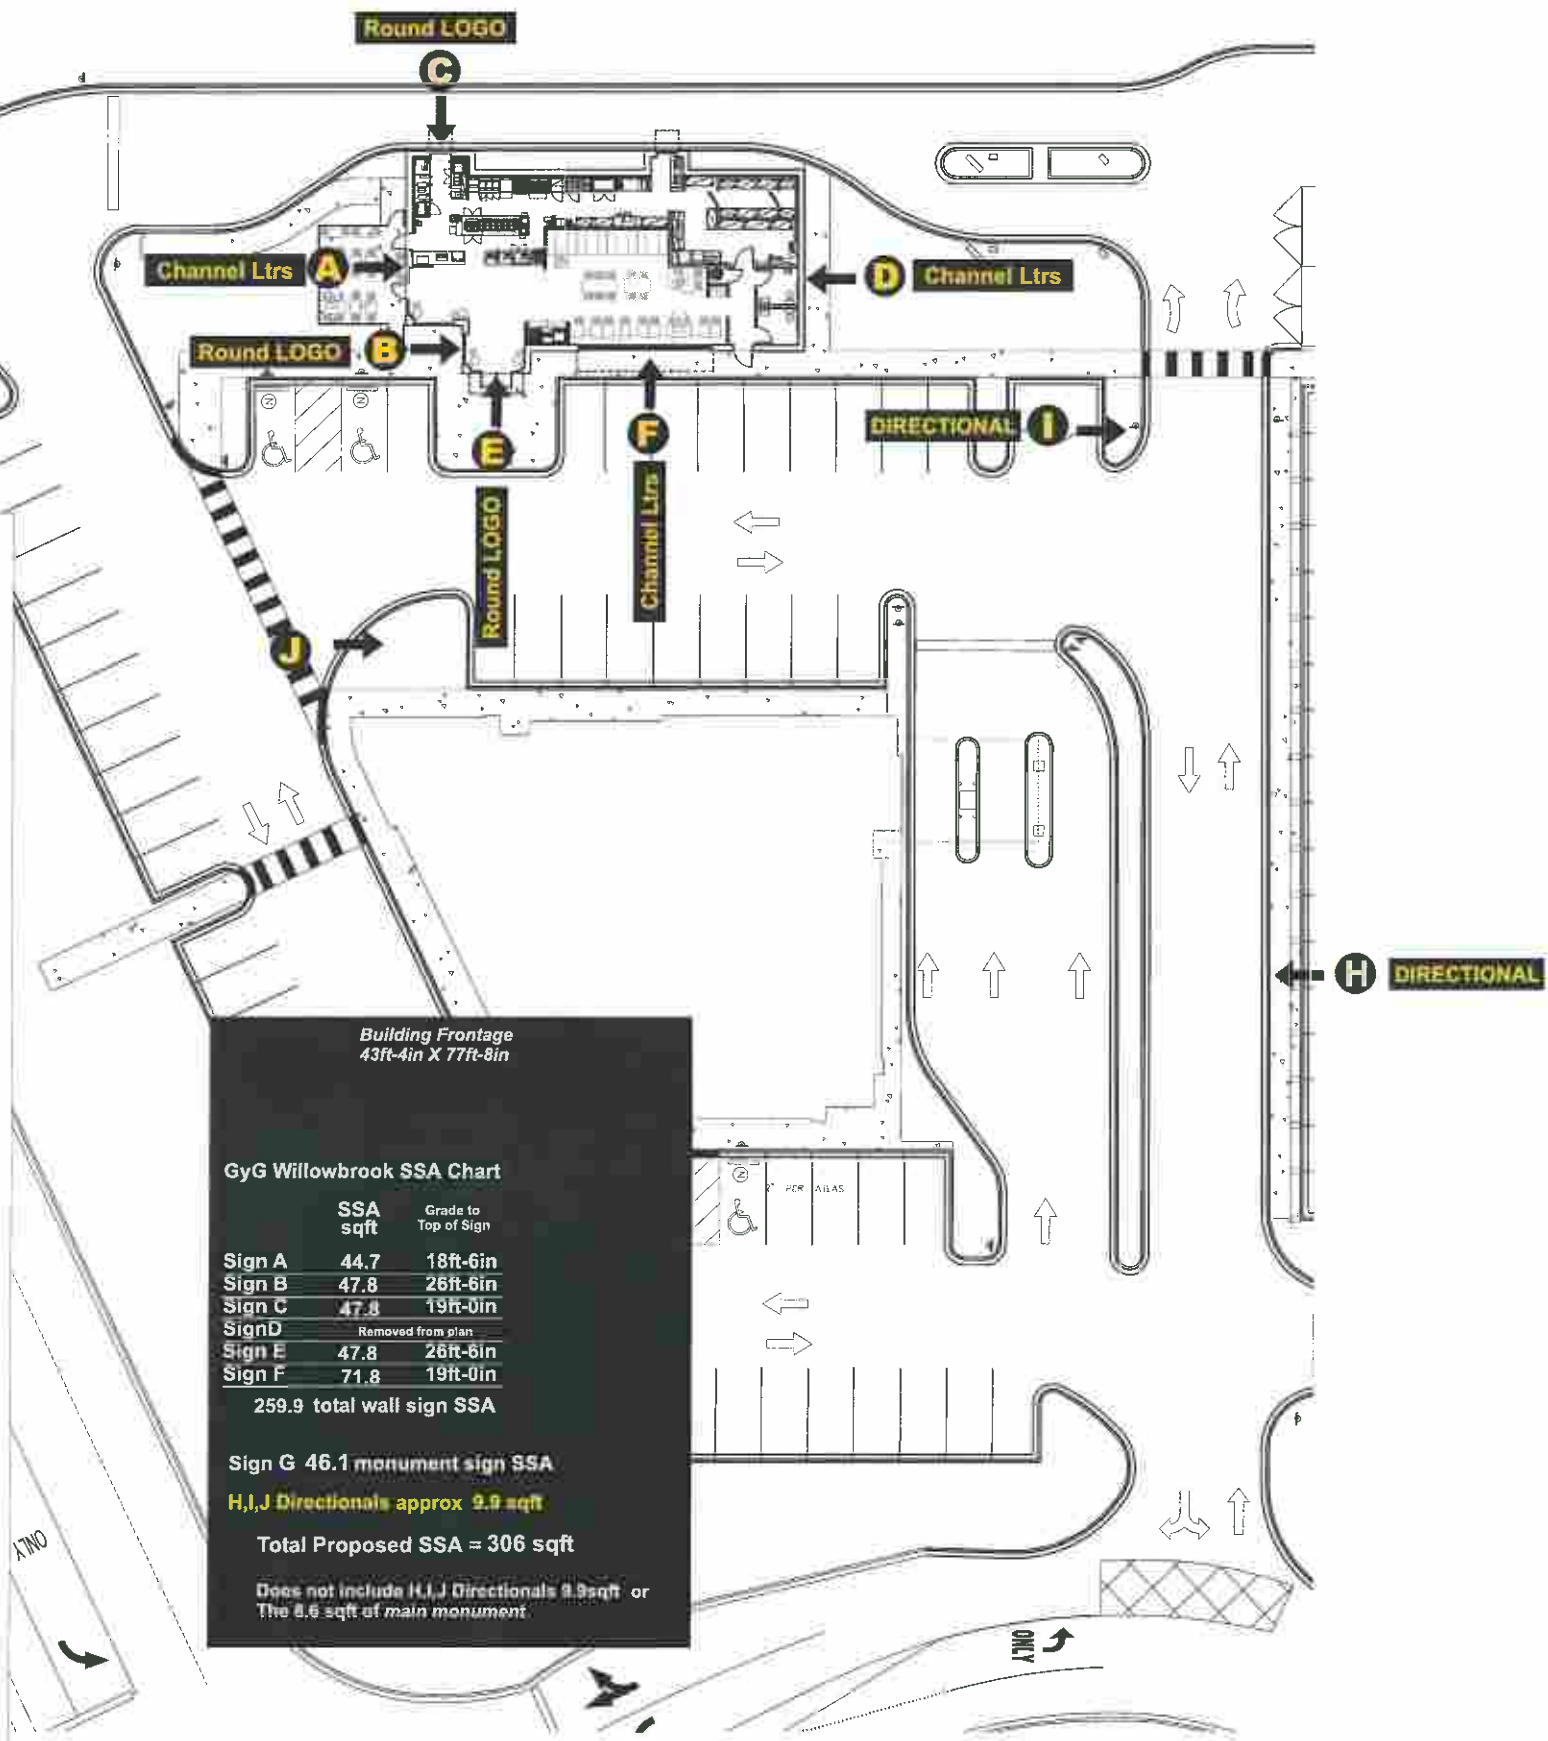 Round LOGO
C
Channel Ltrs A
D Channel Ltrs
Round LOGO B
E
Round LOGO
F
Channel Ltrs
DIRECTIONAL i
J
H DIRECTIONAL
Building Frontage
43ft-4in X 77ft-8in
GyG Willowbrook SSA Chart
SSA sqft Grade to Top of Sign
Sign A 44.7 18ft-6in
Sign B 47.8 26ft-6in
Sign C 47.8 19ft-0in
SignD Removed from plan
Sign E 47.8 26ft-6in
Sign F 71.8 19ft-0in
259.9 total wall sign SSA
Sign G 46.1 monument sign SSA
H,I,J Directionals approx 9.9 sqft
Total Proposed SSA = 306 sqft
Does not include H,I,J Directionals 9.9sqft or
The 8.6 sqft of main monument
N
N
N
PER
ONLY
ONLY